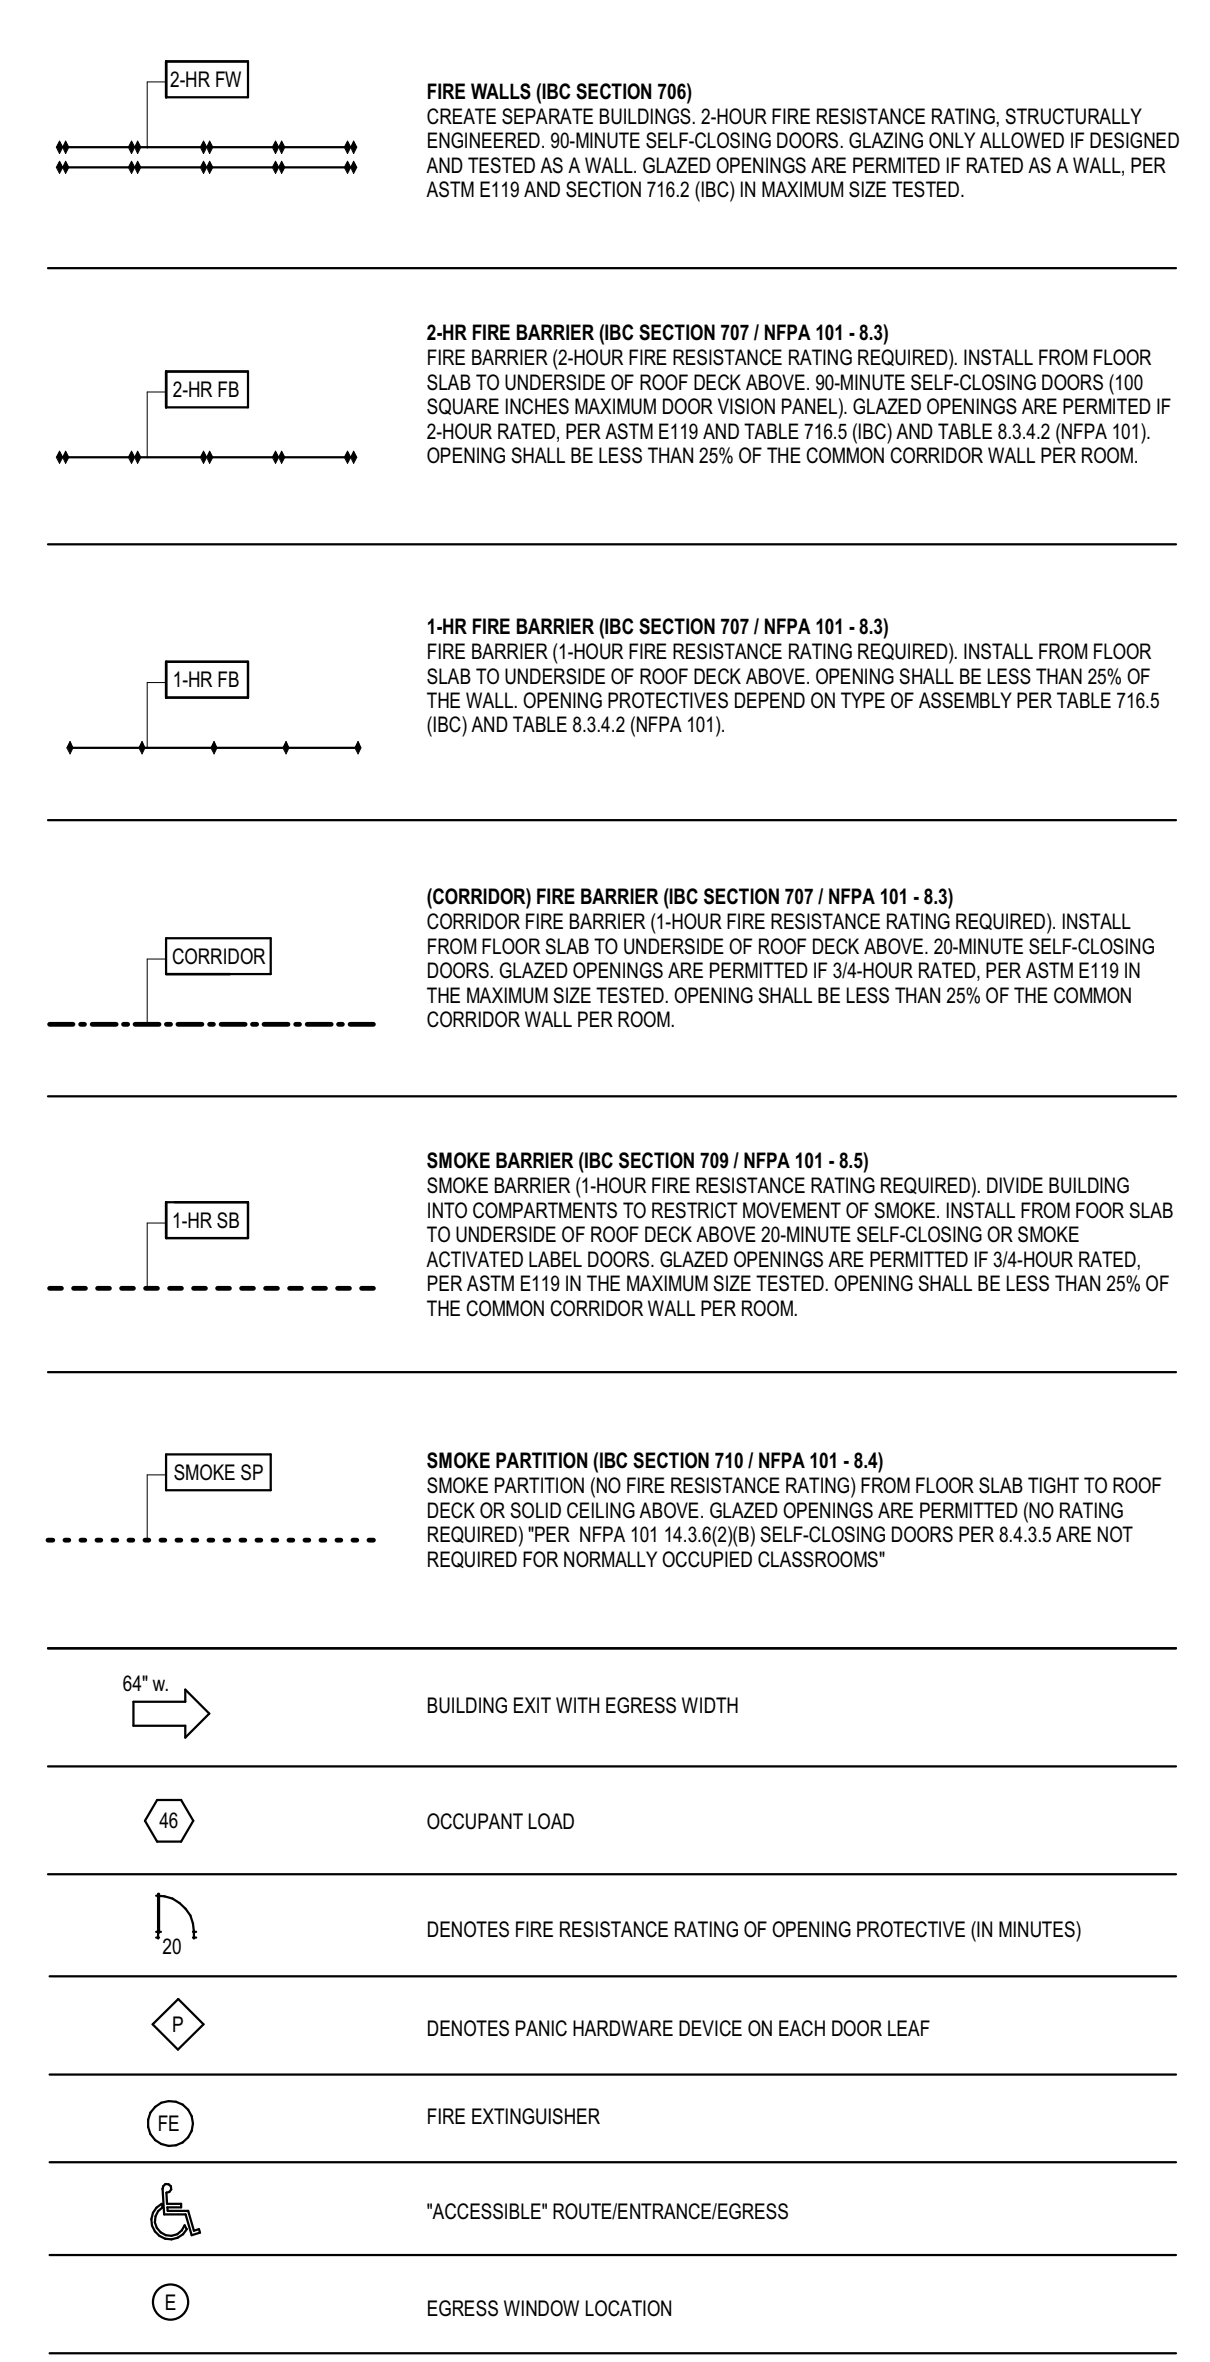 2-HR FW
FIRE WALLS (IBC SECTION 706)
CREATE SEPARATE BUILDINGS. 2-HOUR FIRE RESISTANCE RATING, STRUCTURALLY
ENGINEERED. 90-MINUTE SELF-CLOSING DOORS. GLAZING ONLY ALLOWED IF DESIGNED
AND TESTED AS A WALL. GLAZED OPENINGS ARE PERMITED IF RATED AS A WALL, PER
ASTM E119 AND SECTION 716.2 (IBC) IN MAXIMUM SIZE TESTED.
2-HR FB
2-HR FIRE BARRIER (IBC SECTION 707 / NFPA 101 - 8.3)
FIRE BARRIER (2-HOUR FIRE RESISTANCE RATING REQUIRED). INSTALL FROM FLOOR
SLAB TO UNDERSIDE OF ROOF DECK ABOVE. 90-MINUTE SELF-CLOSING DOORS (100
SQUARE INCHES MAXIMUM DOOR VISION PANEL). GLAZED OPENINGS ARE PERMITED IF
2-HOUR RATED, PER ASTM E119 AND TABLE 716.5 (IBC) AND TABLE 8.3.4.2 (NFPA 101).
OPENING SHALL BE LESS THAN 25% OF THE COMMON CORRIDOR WALL PER ROOM.
1-HR FB
1-HR FIRE BARRIER (IBC SECTION 707 / NFPA 101 - 8.3)
FIRE BARRIER (1-HOUR FIRE RESISTANCE RATING REQUIRED). INSTALL FROM FLOOR
SLAB TO UNDERSIDE OF ROOF DECK ABOVE. OPENING SHALL BE LESS THAN 25% OF
THE WALL. OPENING PROTECTIVES DEPEND ON TYPE OF ASSEMBLY PER TABLE 716.5
(IBC) AND TABLE 8.3.4.2 (NFPA 101).
CORRIDOR
(CORRIDOR) FIRE BARRIER (IBC SECTION 707 / NFPA 101 - 8.3)
CORRIDOR FIRE BARRIER (1-HOUR FIRE RESISTANCE RATING REQUIRED). INSTALL
FROM FLOOR SLAB TO UNDERSIDE OF ROOF DECK ABOVE. 20-MINUTE SELF-CLOSING
DOORS. GLAZED OPENINGS ARE PERMITTED IF 3/4-HOUR RATED, PER ASTM E119 IN
THE MAXIMUM SIZE TESTED. OPENING SHALL BE LESS THAN 25% OF THE COMMON
CORRIDOR WALL PER ROOM.
1-HR SB
SMOKE BARRIER (IBC SECTION 709 / NFPA 101 - 8.5)
SMOKE BARRIER (1-HOUR FIRE RESISTANCE RATING REQUIRED). DIVIDE BUILDING
INTO COMPARTMENTS TO RESTRICT MOVEMENT OF SMOKE. INSTALL FROM FOOR SLAB
TO UNDERSIDE OF ROOF DECK ABOVE 20-MINUTE SELF-CLOSING OR SMOKE
ACTIVATED LABEL DOORS. GLAZED OPENINGS ARE PERMITTED IF 3/4-HOUR RATED,
PER ASTM E119 IN THE MAXIMUM SIZE TESTED. OPENING SHALL BE LESS THAN 25% OF
THE COMMON CORRIDOR WALL PER ROOM.
SMOKE SP
SMOKE PARTITION (IBC SECTION 710 / NFPA 101 - 8.4)
SMOKE PARTITION (NO FIRE RESISTANCE RATING) FROM FLOOR SLAB TIGHT TO ROOF
DECK OR SOLID CEILING ABOVE. GLAZED OPENINGS ARE PERMITTED (NO RATING
REQUIRED) "PER NFPA 101 14.3.6(2)(B) SELF-CLOSING DOORS PER 8.4.3.5 ARE NOT
REQUIRED FOR NORMALLY OCCUPIED CLASSROOMS"
64" w.
BUILDING EXIT WITH EGRESS WIDTH
46
OCCUPANT LOAD
20
DENOTES FIRE RESISTANCE RATING OF OPENING PROTECTIVE (IN MINUTES)
P
DENOTES PANIC HARDWARE DEVICE ON EACH DOOR LEAF
FE
FIRE EXTINGUISHER
"ACCESSIBLE" ROUTE/ENTRANCE/EGRESS
E
EGRESS WINDOW LOCATION